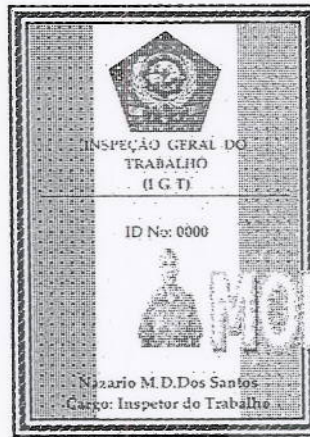 INSPEÇÃO GERAL DO
TRABALHO
(I G T)
ID No: 0000
Nazario M.D.Dos Santos
Cargo: Inspetor do Trabalho